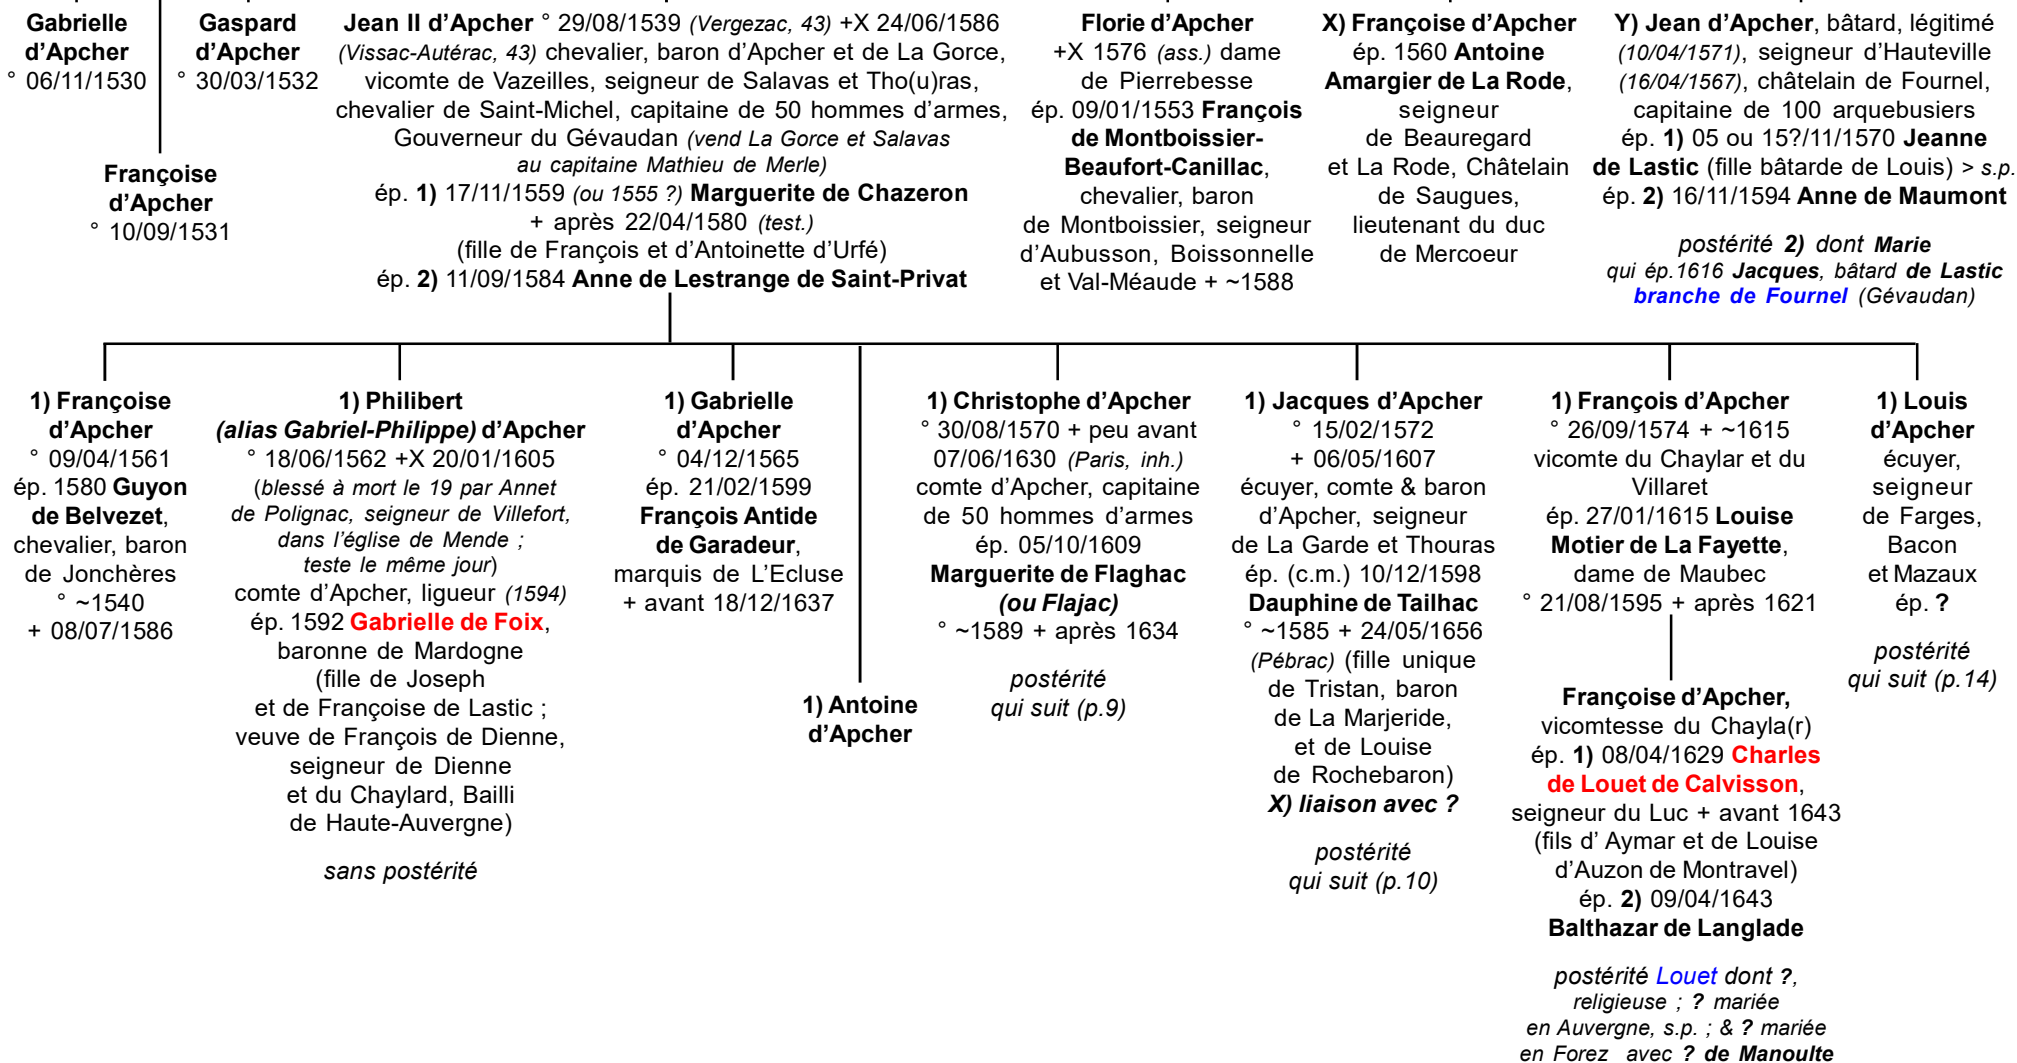 Gabrielle
d'Apcher
° 06/11/1530
Gaspard
d'Apcher
° 30/03/1532
Françoise
d'Apcher
° 10/09/1531
Jean II d'Apcher ° 29/08/1539 (Vergezac, 43) +X 24/06/1586
(Vissac-Autérac, 43) chevalier, baron d'Apcher et de La Gorce,
vicomte de Vazeilles, seigneur de Salavas et Tho(u)ras,
chevalier de Saint-Michel, capitaine de 50 hommes d'armes,
Gouverneur du Gévaudan (vend La Gorce et Salavas
au capitaine Mathieu de Merle)
ép. 1) 17/11/1559 (ou 1555 ?) Marguerite de Chazeron
+ après 22/04/1580 (test.)
(fille de François et d'Antoinette d'Urfé)
ép. 2) 11/09/1584 Anne de Lestrange de Saint-Privat
Florie d'Apcher
+X 1576 (ass.) dame
de Pierrebesse
ép. 09/01/1553 François
de Montboissier-
Beaufort-Canillac,
chevalier, baron
de Montboissier, seigneur
d'Aubusson, Boissonnelle
et Val-Méaude + ~1588
X) Françoise d'Apcher
ép. 1560 Antoine
Amargier de La Rode,
seigneur
de Beauregard
et La Rode, Châtelain
de Saugues,
lieutenant du duc
de Mercoeur
Y) Jean d'Apcher, bâtard, légitimé
(10/04/1571), seigneur d'Hauteville
(16/04/1567), châtelain de Fournel,
capitaine de 100 arquebusiers
ép. 1) 05 ou 15?/11/1570 Jeanne
de Lastic (fille bâtarde de Louis) > s.p.
ép. 2) 16/11/1594 Anne de Maumont
postérité 2) dont Marie
qui ép.1616 Jacques, bâtard de Lastic
branche de Fournel (Gévaudan)
1) Françoise
d'Apcher
° 09/04/1561
ép. 1580 Guyon
de Belvezet,
chevalier, baron
de Jonchères
° ~1540
+ 08/07/1586
1) Philibert
(alias Gabriel-Philippe) d'Apcher
° 18/06/1562 +X 20/01/1605
(blessé à mort le 19 par Annet
de Polignac, seigneur de Villefort,
dans l'église de Mende ;
teste le même jour)
comte d'Apcher, ligueur (1594)
ép. 1592 Gabrielle de Foix,
baronne de Mardogne
(fille de Joseph
et de Françoise de Lastic ;
veuve de François de Dienne,
seigneur de Dienne
et du Chaylard, Bailli
de Haute-Auvergne)
sans postérité
1) Gabrielle
d'Apcher
° 04/12/1565
ép. 21/02/1599
François Antide
de Garadeur,
marquis de L'Ecluse
+ avant 18/12/1637
1) Antoine
d'Apcher
1) Christophe d'Apcher
° 30/08/1570 + peu avant
07/06/1630 (Paris, inh.)
comte d'Apcher, capitaine
de 50 hommes d'armes
ép. 05/10/1609
Marguerite de Flaghac
(ou Flajac)
° ~1589 + après 1634
postérité
qui suit (p.9)
1) Jacques d'Apcher
° 15/02/1572
+ 06/05/1607
écuyer, comte & baron
d'Apcher, seigneur
de La Garde et Thouras
ép. (c.m.) 10/12/1598
Dauphine de Tailhac
° ~1585 + 24/05/1656
(Pébrac) (fille unique
de Tristan, baron
de La Marjeride,
et de Louise
de Rochebaron)
X) liaison avec ?
postérité
qui suit (p.10)
1) François d'Apcher
° 26/09/1574 + ~1615
vicomte du Chaylar et du
Villaret
ép. 27/01/1615 Louise
Motier de La Fayette,
dame de Maubec
° 21/08/1595 + après 1621
Françoise d'Apcher,
vicomtesse du Chayla(r)
ép. 1) 08/04/1629 Charles
de Louet de Calvisson,
seigneur du Luc + avant 1643
(fils d' Aymar et de Louise
d'Auzon de Montravel)
ép. 2) 09/04/1643
Balthazar de Langlade
postérité Louet dont ?,
religieuse ; ? mariée
en Auvergne, s.p. ; & ? mariée
en Forez avec ? de Manoulte
1) Louis
d'Apcher
écuyer,
seigneur
de Farges,
Bacon
et Mazaux
ép. ?
postérité
qui suit (p.14)